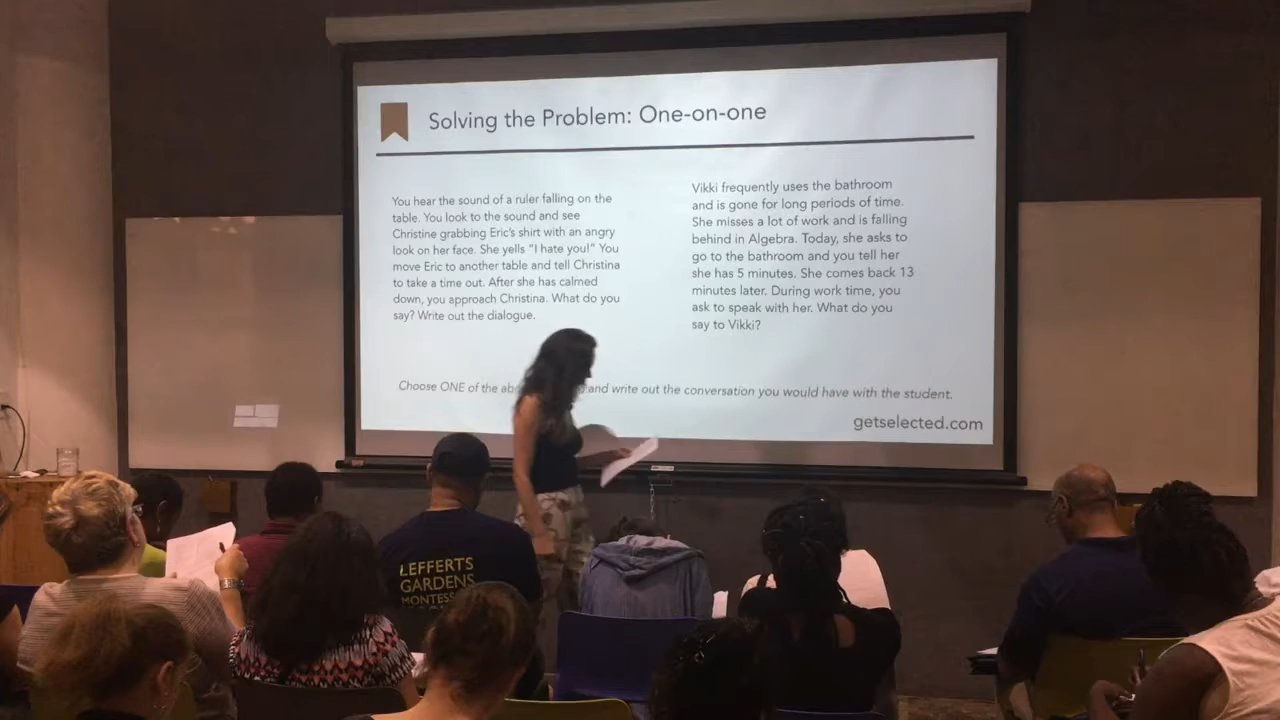 Solving the Problem: One-on-one
You hear the sound of a ruler falling on the
table. You look to the sound and see
Christine grabbing Eric's shirt with an angry
look on her face. She yells "I hate you!" You
move Eric to another table and tell Christina
to take a time out. After she has calmed
down, you approach Christina. What do you
say? Write out the dialogue.
Vikki frequently uses the bathroom
and is gone for long periods of time.
She misses a lot of work and is falling
behind in Algebra. Today, she asks to
go to the bathroom and you tell her
she has 5 minutes. She comes back 13
minutes later. During work time, you
ask to speak with her. What do you
say to Vikki?
Choose ONE of the and write out the conversation you would have with the student.
getselected.com
LEFFERTS
GARDENS